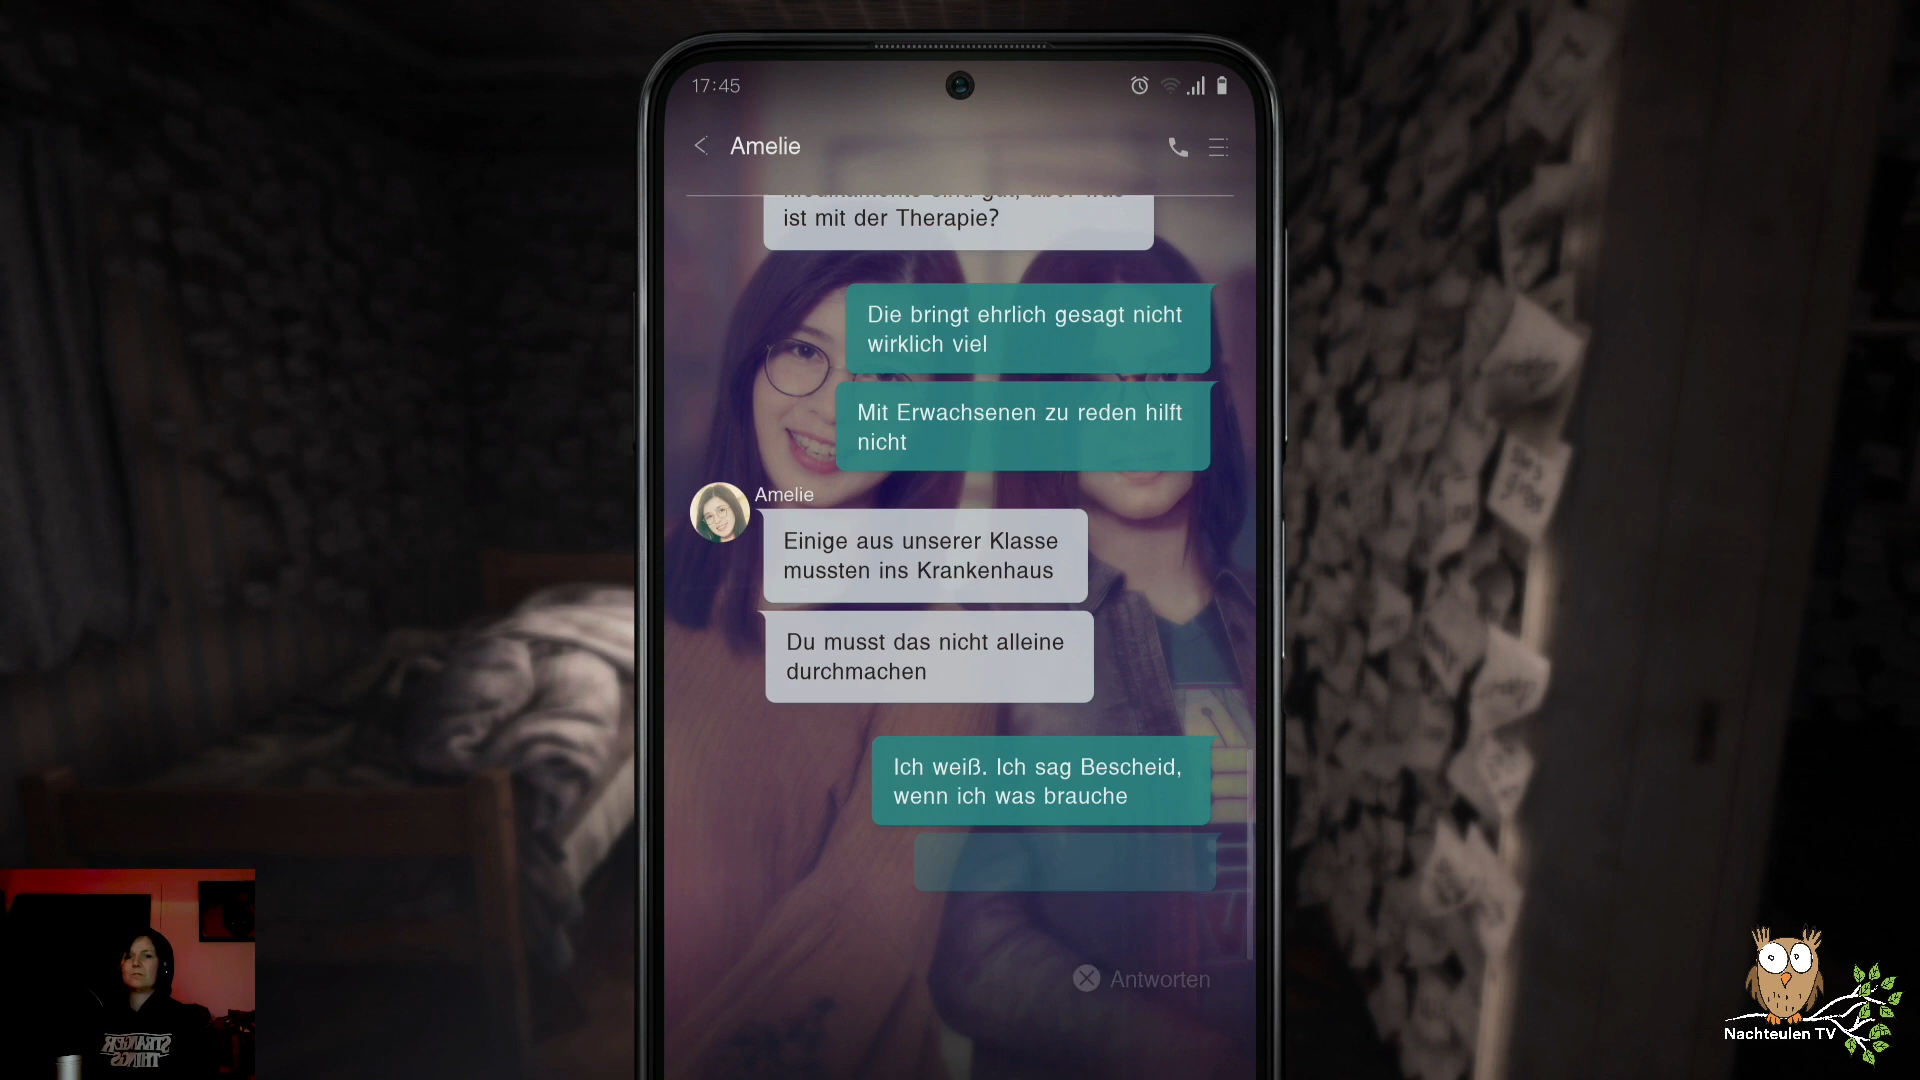 17:45
Amelie
ist mit der Therapie?
Die bringt ehrlich gesagt nicht
wirklich viel
Mit Erwachsenen zu reden hilft
nicht
Amelie
Einige aus unserer Klasse
mussten ins Krankenhaus
Du musst das nicht alleine
durchmachen
Ich weiß. Ich sag Bescheid,
wenn ich was brauche
Antworten
STRANGER
THINGS
Nachteulen TV